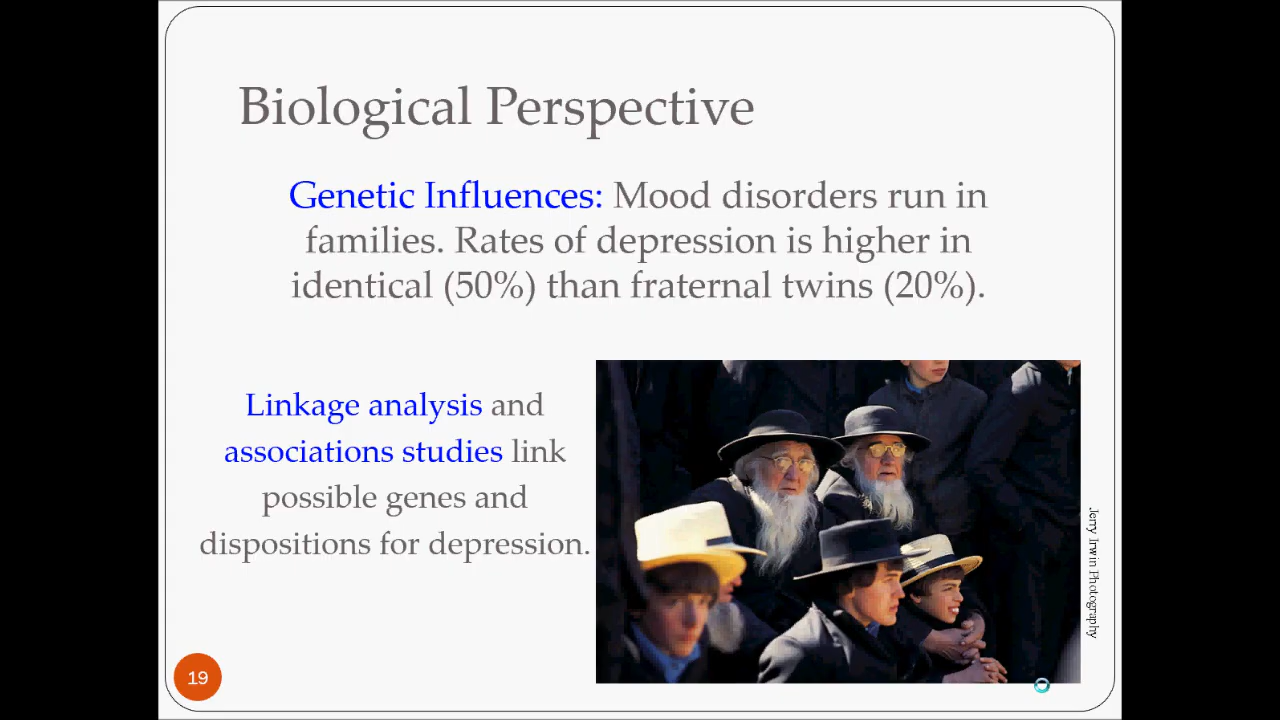 Biological Perspective
Genetic Influences: Mood disorders run in
families. Rates of depression is higher in
identical (50%) than fraternal twins (20%).
Linkage analysis and
associations studies link
possible genes and
dispositions for depression.
Jerry Irwin Photography
19